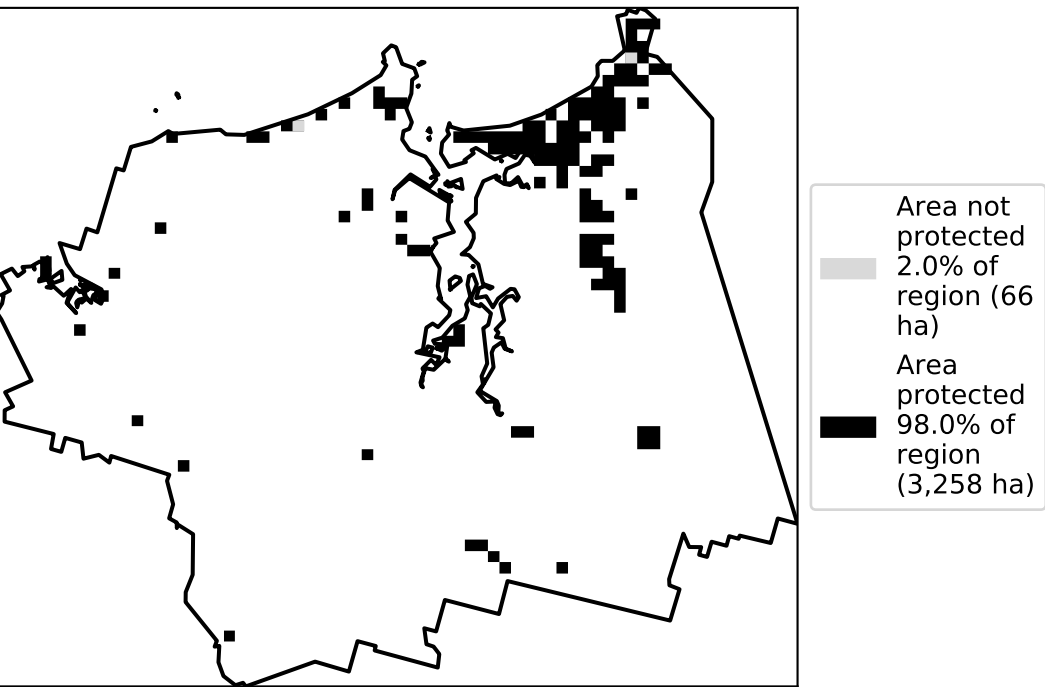 Area not
protected
2.0% of
region (66
ha)
Area
protected
98.0% of
region
(3,258 ha)